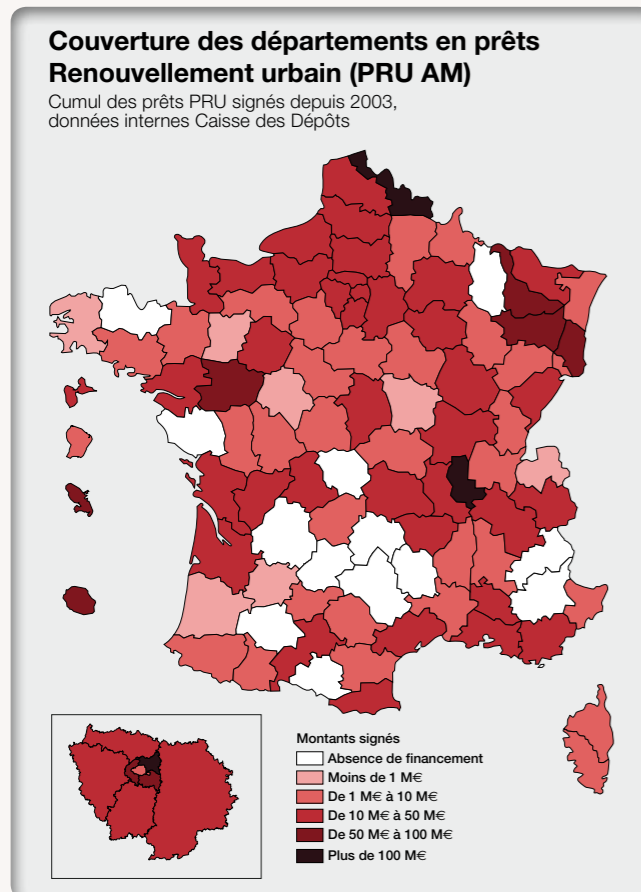 Couverture des départements en prêts
Renouvellement urbain (PRU AM)
Cumul des prêts PRU signés depuis 2003,
données internes Caisse des Dépôts
Montants signés
Absence de financement
Moins de 1 M€
De 1 M€ à 10 M€
De 10 M€ à 50 M€
De 50 M€ à 100 M€
Plus de 100 M€